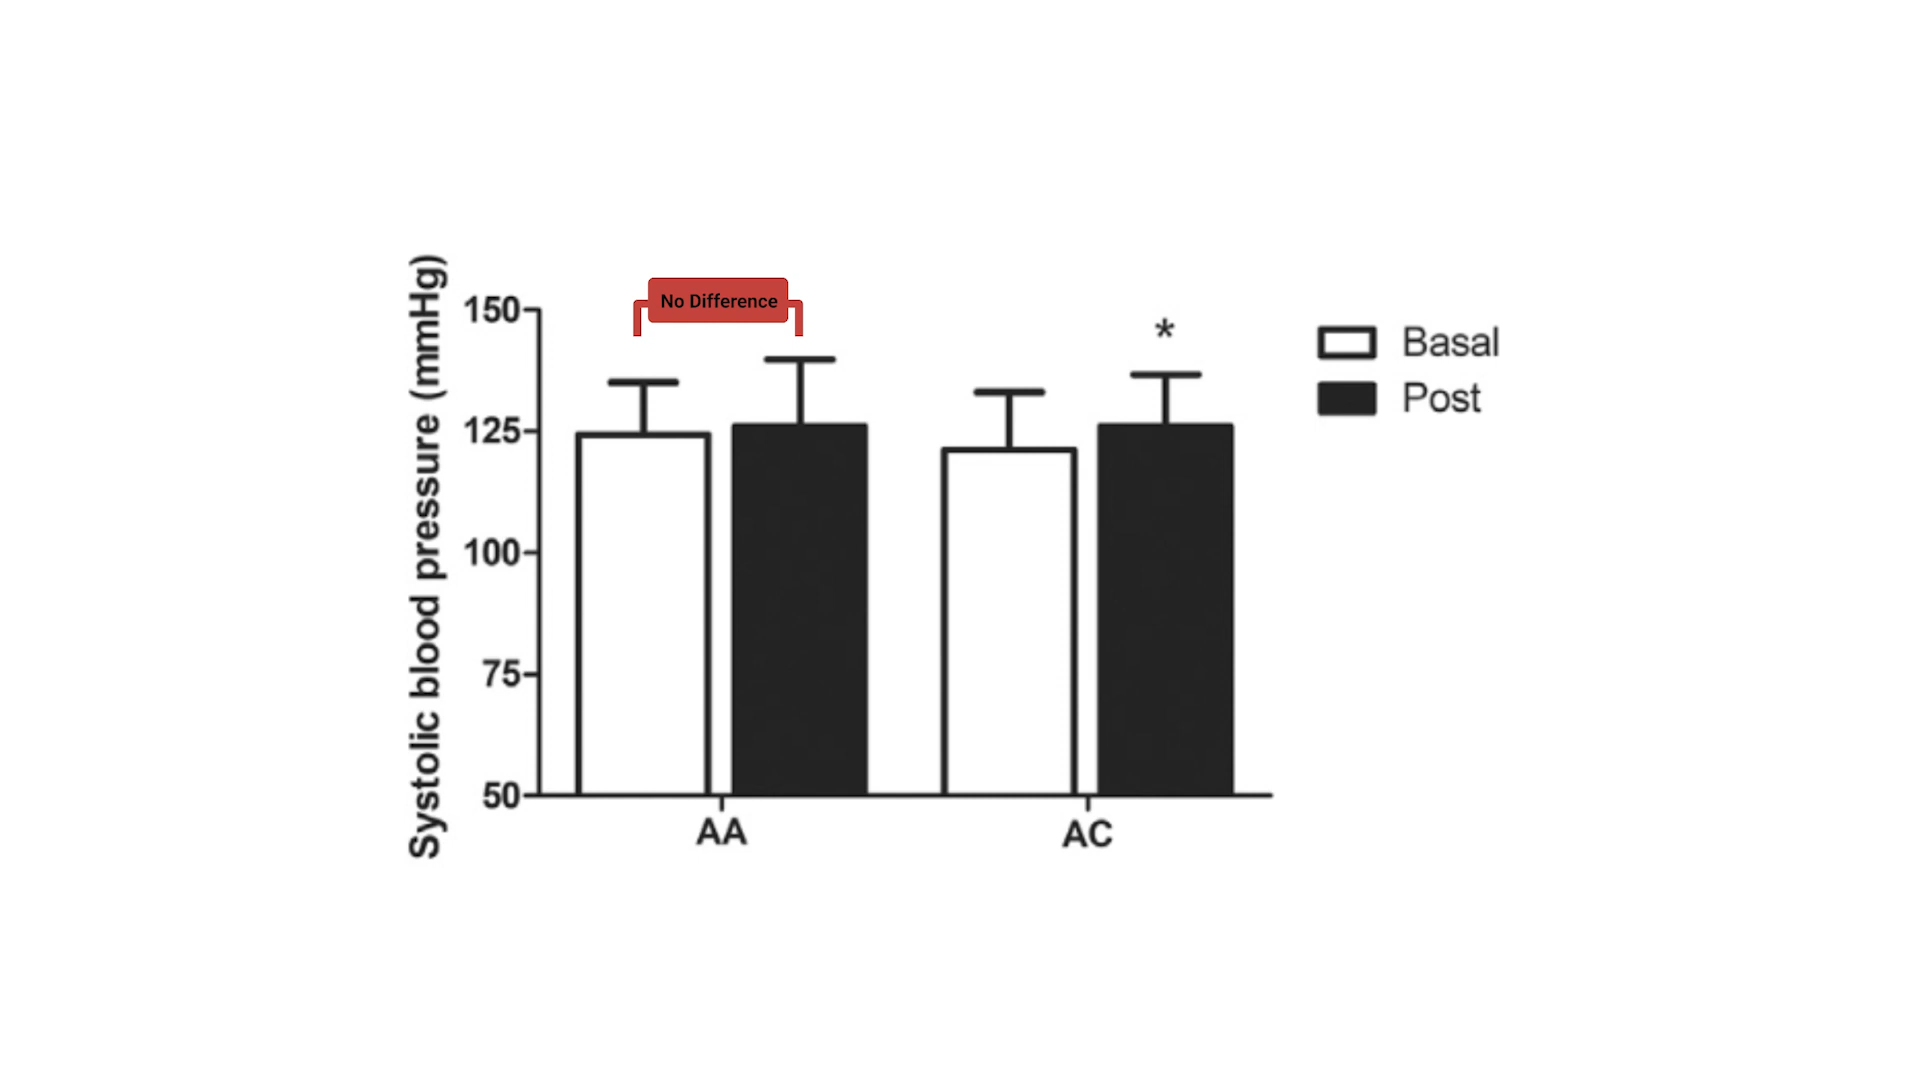 Systolic blood pressure (mmHg)
150
125
100
75
50
No Difference
*
AA
AC
Basal
Post